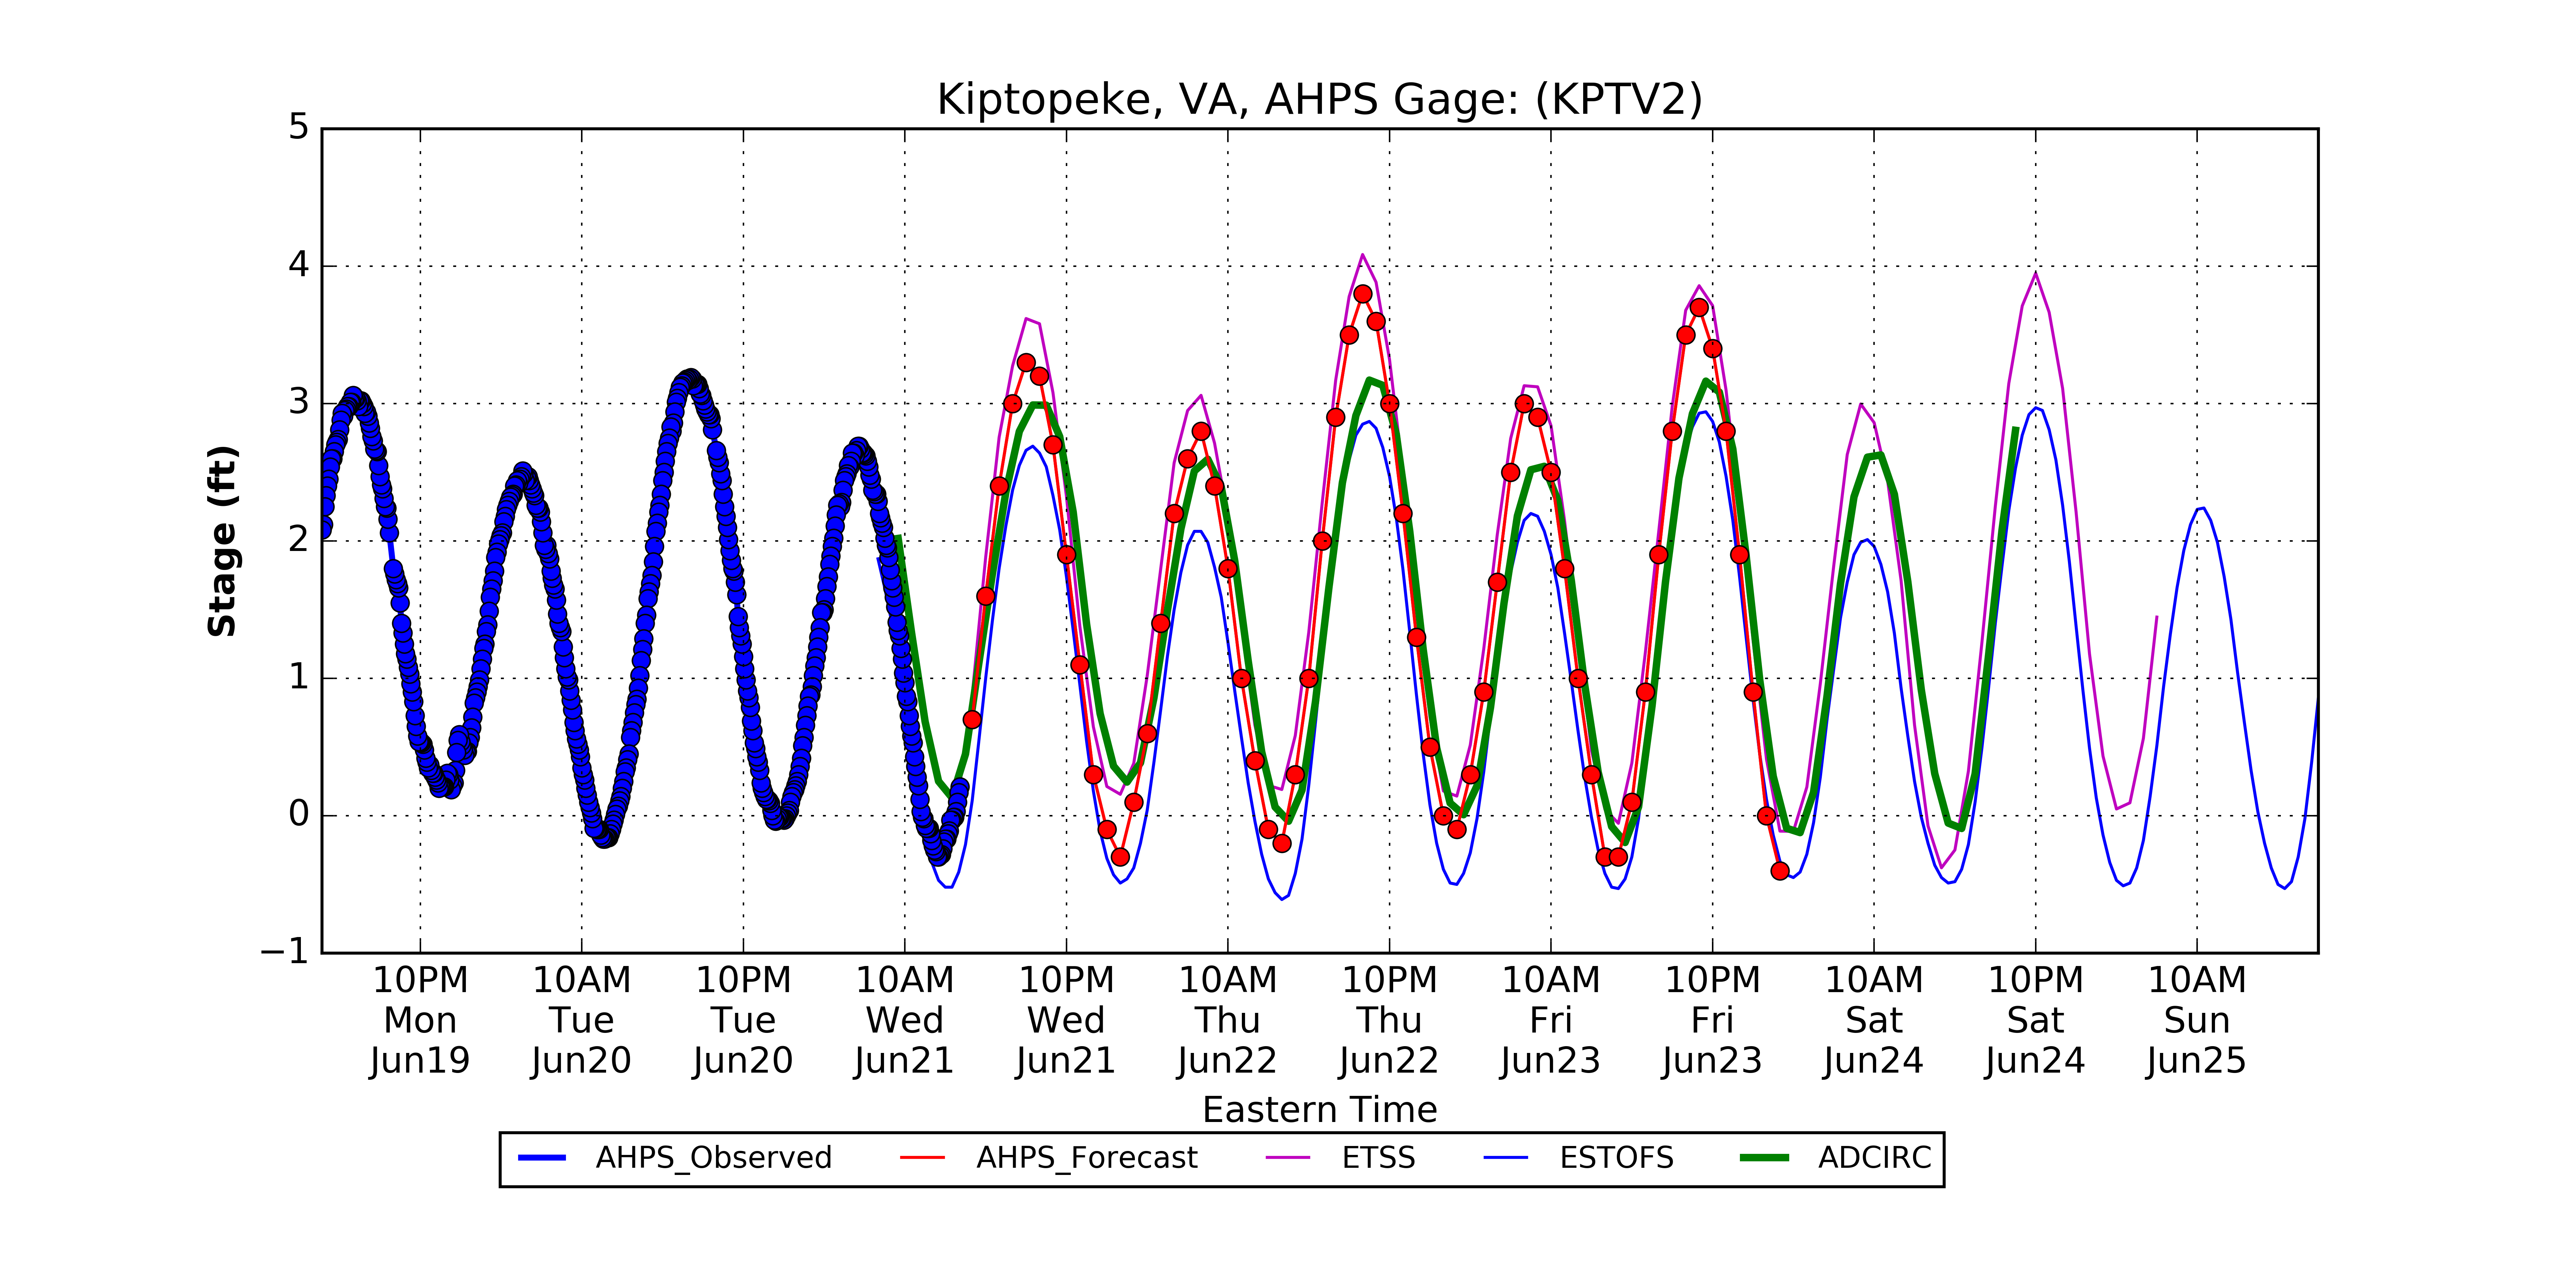 Kiptopeke, VA, AHPS Gage: (KPTV2)
5
4
3
2
1
0
−1
Stage (ft)
10PM 10AM 10PM 10AM 10PM 10AM 10PM 10AM 10PM 10AM 10PM 10AM
Mon Tue Tue Wed Wed Thu Thu Fri Fri Sat Sat Sun
Jun19 Jun20 Jun20 Jun21 Jun21 Jun22 Jun22 Jun23 Jun23 Jun24 Jun24 Jun25
Eastern Time
AHPS_Observed AHPS_Forecast ETSS ESTOFS ADCIRC